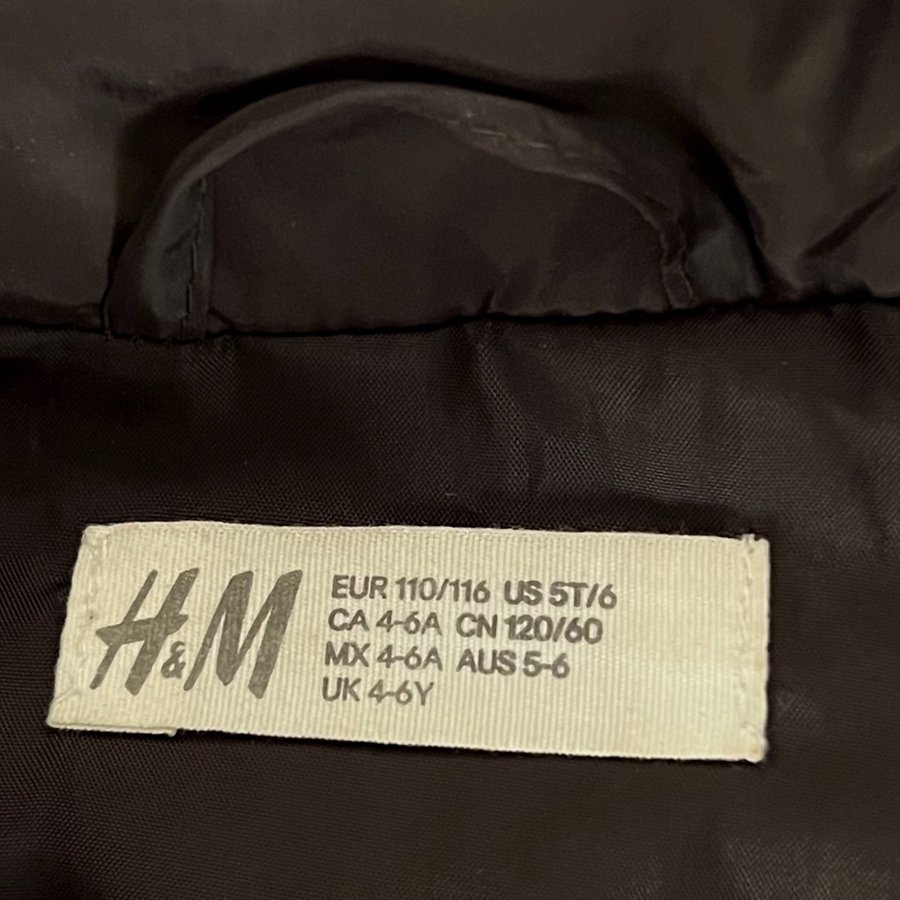 H&M
EUR 110/116 US 5T/6
CA 4-6A CN 120/60
MX 4-6A AUS 5-6
UK 4-6Y